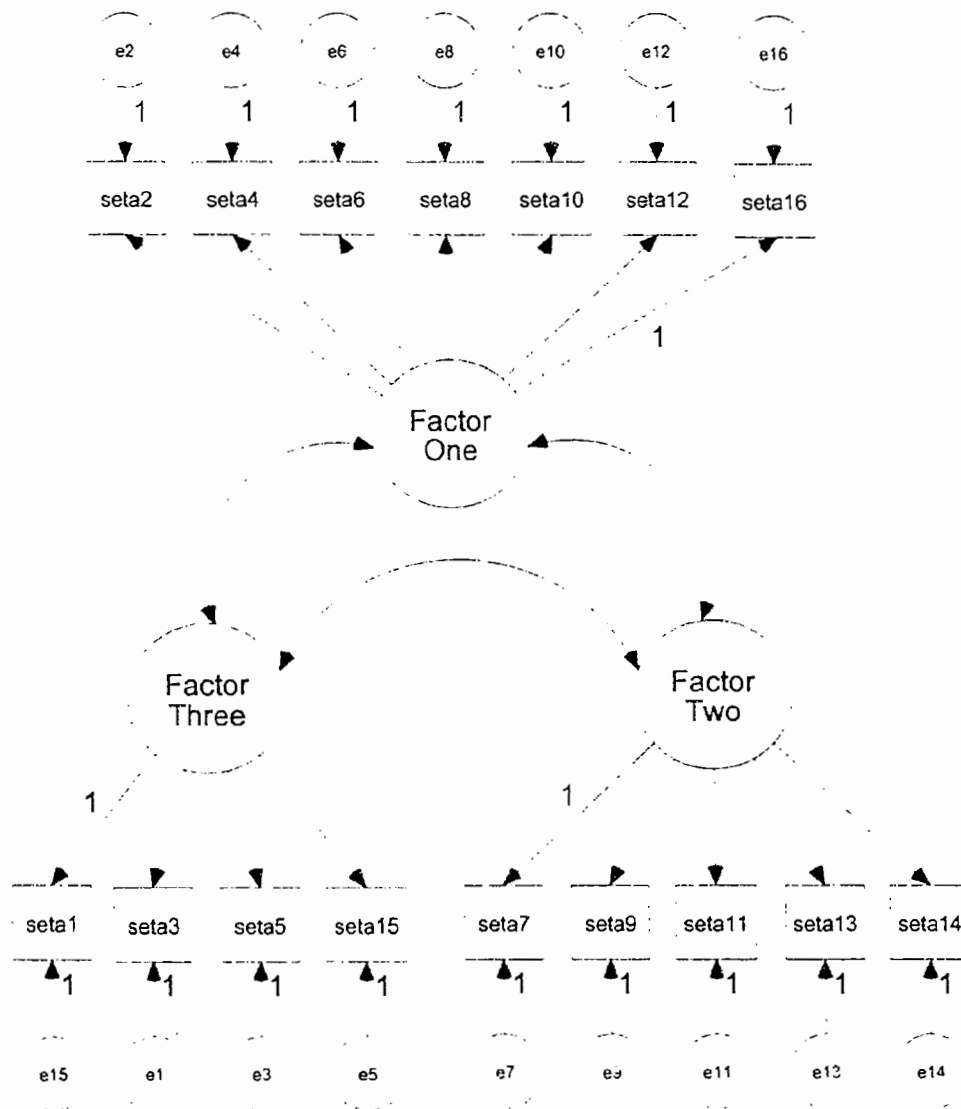 e2 e4 e6 e8 e10 e12 e16
1 1 1 1 1 1 1
seta2 seta4 seta6 seta8 seta10 seta12 seta16
1
Factor
One
Factor
Three
Factor
Two
1 1
seta1 seta3 seta5 seta15 seta7 seta9 seta11 seta13 seta14
1 1 1 1 1 1 1 1 1
e15 e1 e3 e5 e7 e9 e11 e13 e14